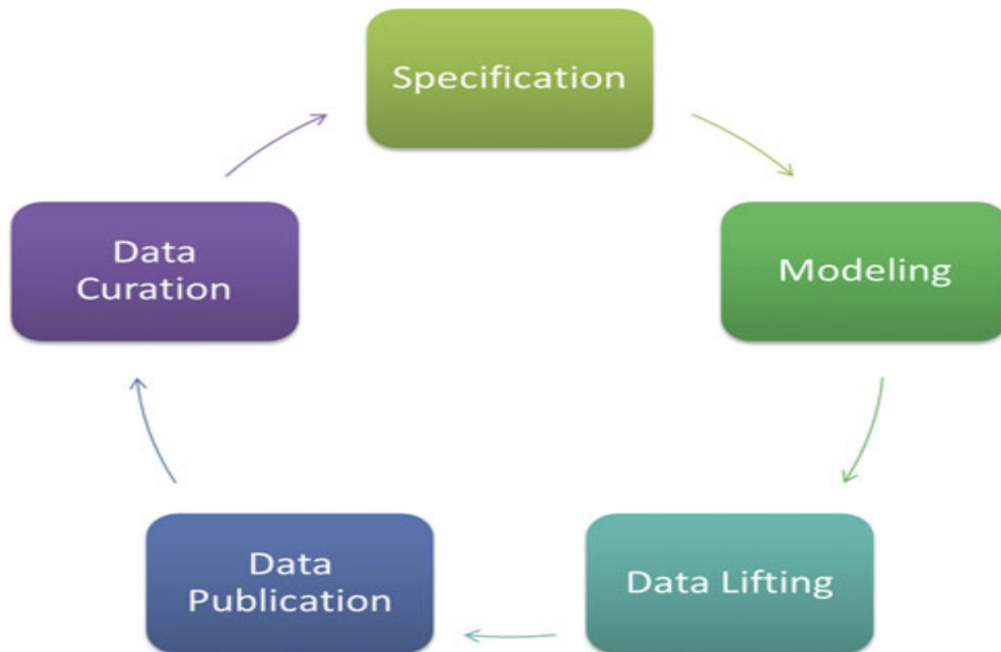 Specification
Modeling
Data Lifting
Data
Publication
Data
Curation